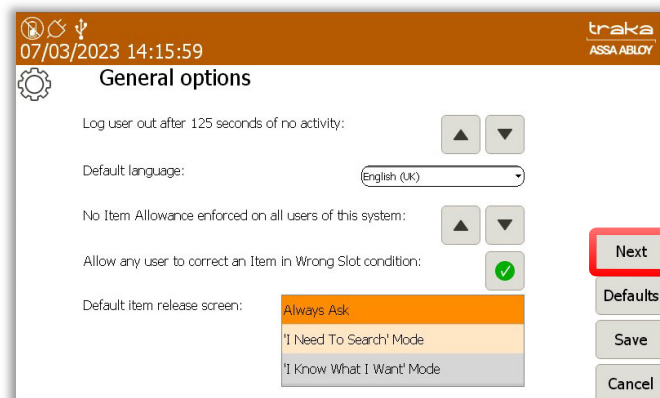 07/03/2023 14:15:59
traka
ASSA ABLOY
General options
Log user out after 125 seconds of no activity:
Default language:
English (UK)
No Item Allowance enforced on all users of this system:
Allow any user to correct an Item in Wrong Slot condition:
Default item release screen:
Always Ask
'I Need To Search' Mode
'I Know What I Want' Mode
Next
Defaults
Save
Cancel